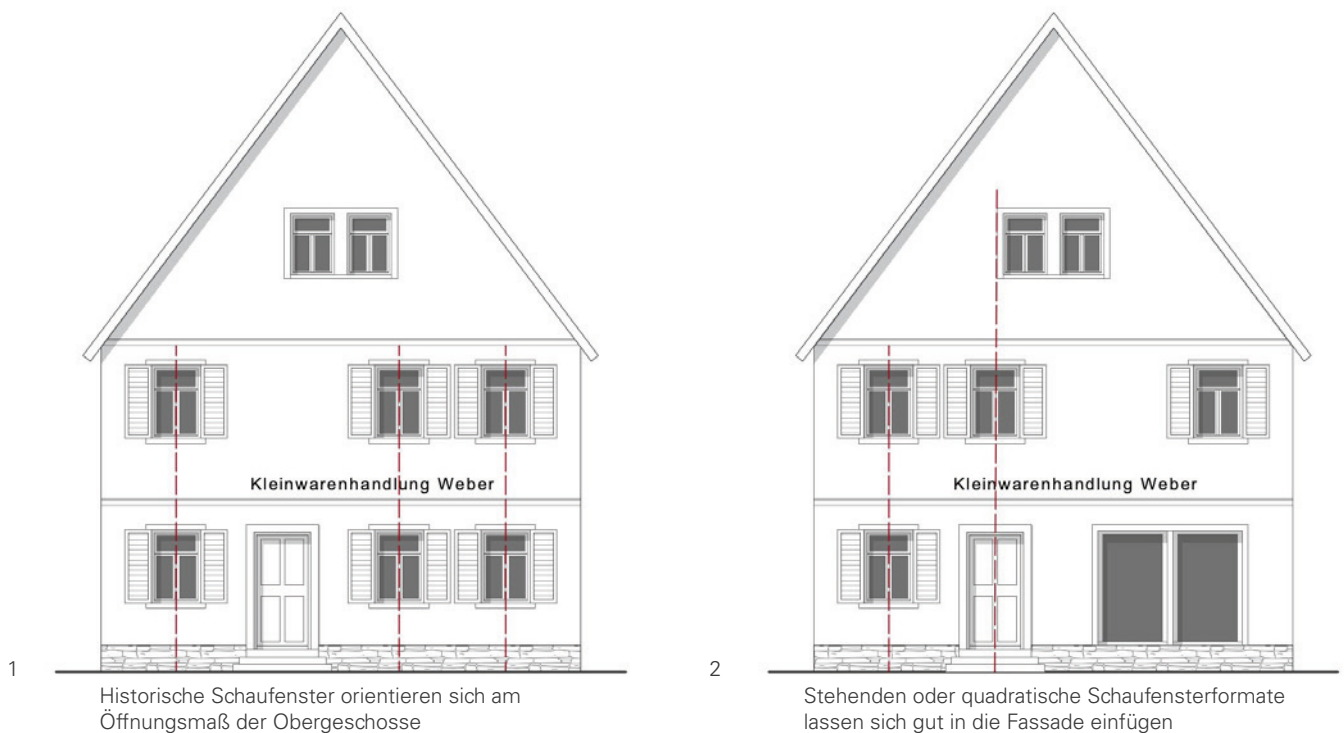 Kleinwarenhandlung Weber
1
Historische Schaufenster orientieren sich am
Öffnungsmaß der Obergeschosse
Kleinwarenhandlung Weber
2
Stehenden oder quadratische Schaufensterformate
lassen sich gut in die Fassade einfügen